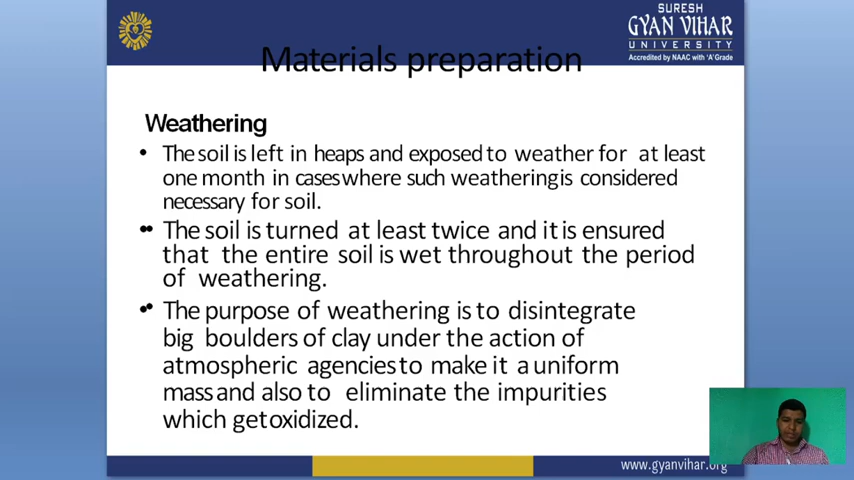 SURESH
GYAN VIHAR
UNIVERSITY
Accredited by NAAC with 'A' Grade
Materials preparation
Weathering
• The soil is left in heaps and exposed to weather for at least
one month in cases where such weathering is considered
necessary for soil.
• The soil is turned at least twice and it is ensured
that the entire soil is wet throughout the period
of weathering.
• The purpose of weathering is to disintegrate
big boulders of clay under the action of
atmospheric agencies to make it a uniform
mass and also to eliminate the impurities
which get oxidized.
www.gyanvihar.org